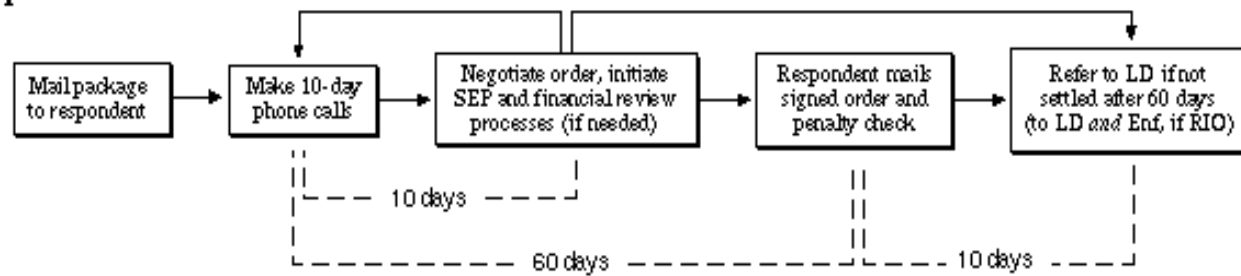 Mail package
to respondent
Make 10-day
phone calls
Negotiate order, initiate
SEP and financial review
processes (if needed)
Respondent mails
signed order and
penalty check
Refer to LD if not
settled after 60 days
(to LD and Enf, if RIO)
10 days
60 days
10 days